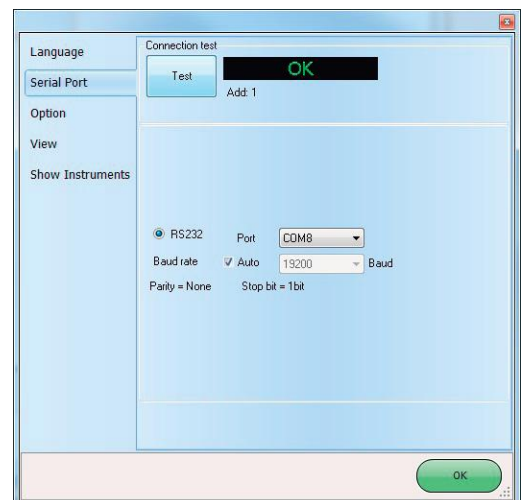 Language
Serial Port
Option
View
Show Instruments
Connection test
Test
OK
Add: 1
RS232 Port COM8
Baud rate Auto 19200 Baud
Parity = None Stop bit = 1bit
OK